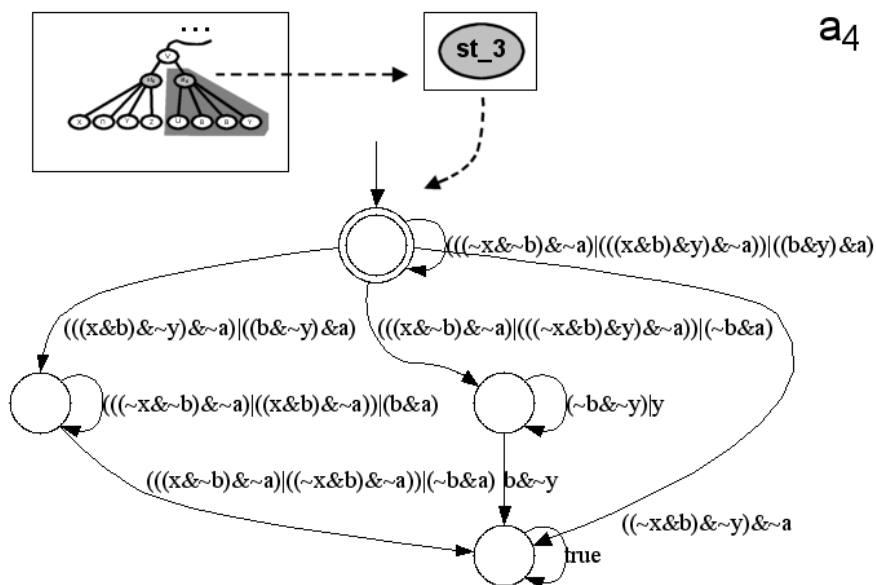 ...
a4
st_3
v
X n Y Z U B B Y
(((~x&~b)&~a)|(((x&b)&y)&~a))|((b&y)&a)
(((x&b)&~y)&~a)|((b&~y)&a)
(((x&~b)&~a)|(((~x&b)&y)&~a))|(~b&a)
(((~x&~b)&~a)|((x&b)&~a))|(b&a)
(~b&~y)|y
(((x&~b)&~a)|((~x&b)&~a))|(~b&a)
b&~y
((~x&b)&~y)&~a
true